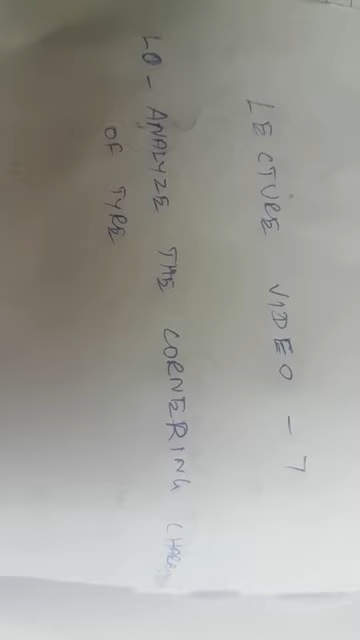 LECTURE VIDEO - 7
LO - ANALYZE THE CORNERING
OF TYRE